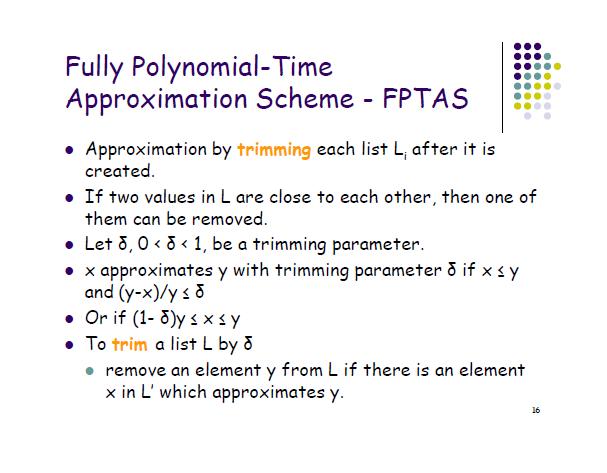 Fully Polynomial-Time
Approximation Scheme - FPTAS
Approximation by trimming each list Li after it is
created.
If two values in L are close to each other, then one of
them can be removed.
Let δ, 0 < δ < 1, be a trimming parameter.
x approximates y with trimming parameter δ if x ≤ y
and (y-x)/y ≤ δ
Or if (1- δ)y ≤ x ≤ y
To trim a list L by δ
remove an element y from L if there is an element
x in L' which approximates y.
16